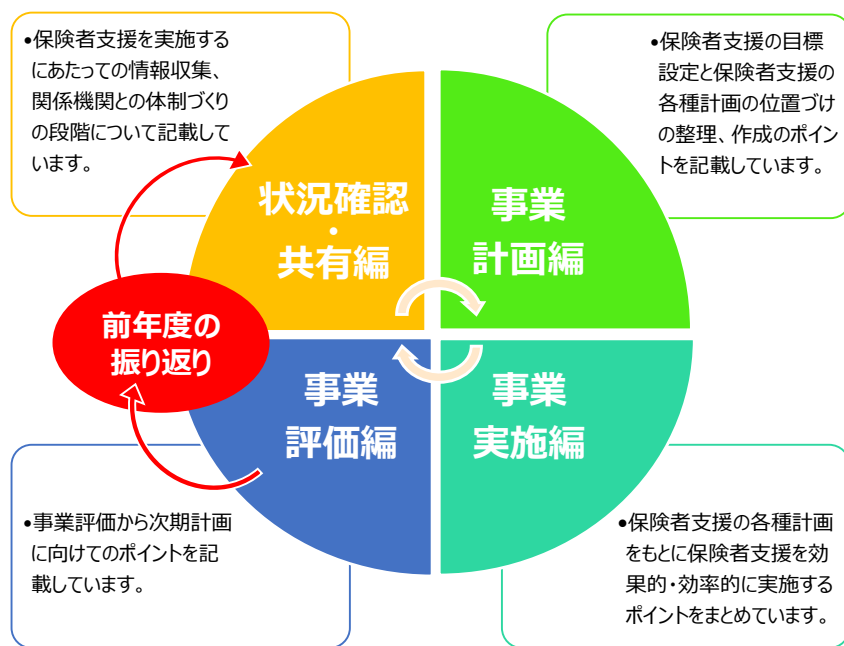 •保険者支援を実施する
にあたっての情報収集、
関係機関との体制づくり
の段階について記載して
います。
•保険者支援の目標
設定と保険者支援の
各種計画の位置づけ
の整理、作成のポイン
トを記載しています。
状況確認
・
共有編
事業
計画編
前年度の
振り返り
事業
評価編
事業
実施編
•事業評価から次期計画
に向けてのポイントを記
載しています。
•保険者支援の各種計画
をもとに保険者支援を効
果的・効率的に実施する
ポイントをまとめています。